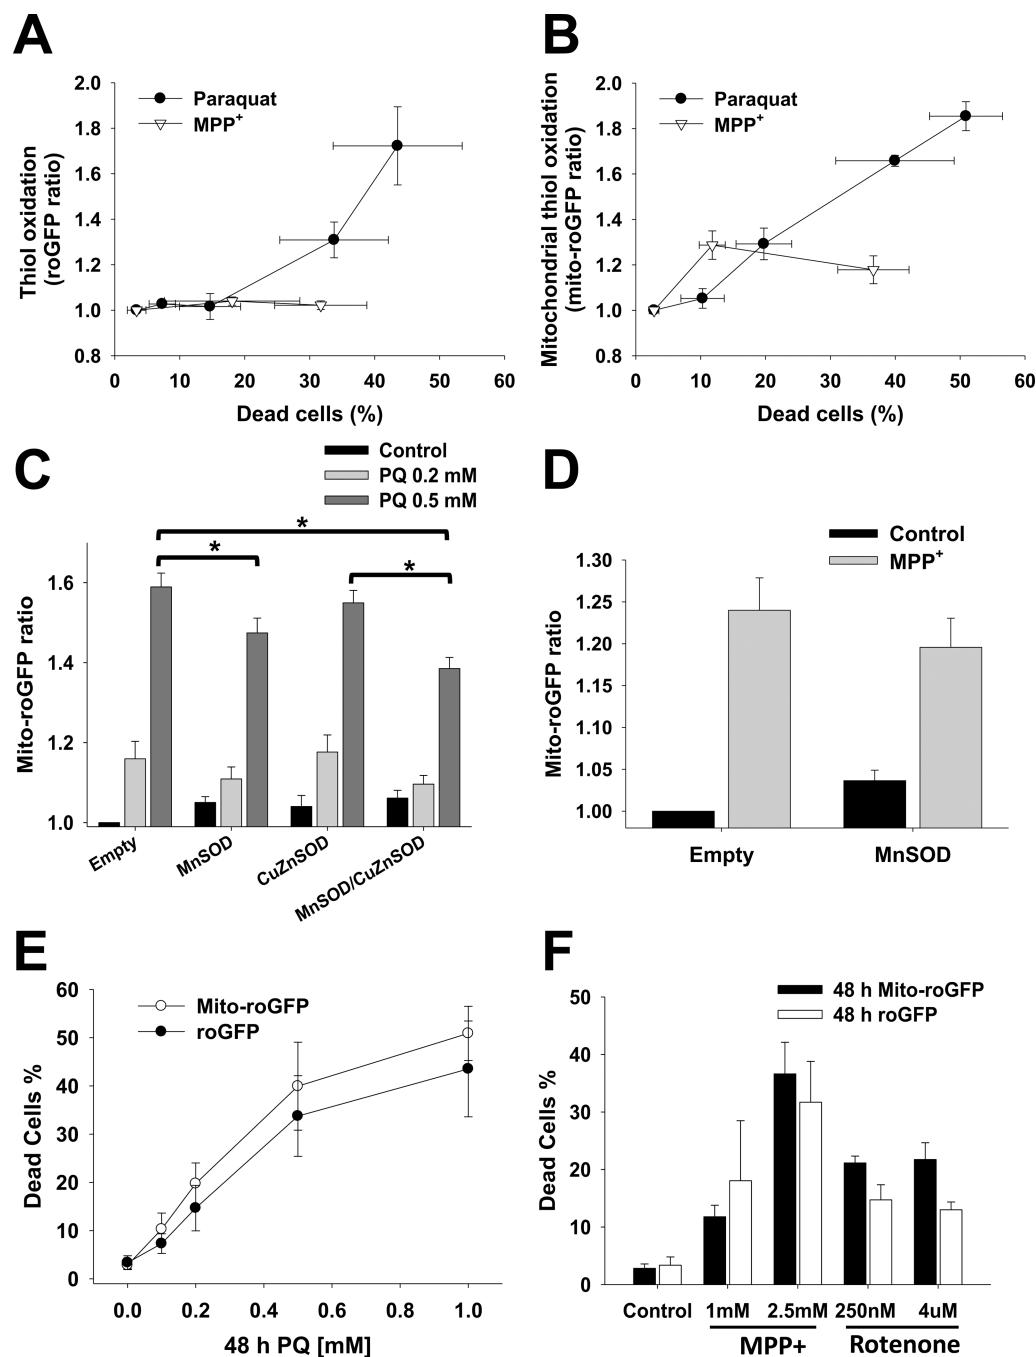 A
Thiol oxidation
(roGFP ratio)
2.0
1.8
1.6
1.4
1.2
1.0
0.8
Paraquat
MPP+
0 10 20 30 40 50 60
Dead cells (%)
B
Mitochondrial thiol oxidation
(mito-roGFP ratio)
2.0
1.8
1.6
1.4
1.2
1.0
0.8
Paraquat
MPP+
0 10 20 30 40 50 60
Dead cells (%)
C
Control
PQ 0.2 mM
PQ 0.5 mM
Mito-roGFP ratio
1.6
1.4
1.2
1.0
*
*
*
Empty
MnSOD
CuZnSOD
MnSOD/CuZnSOD
D
Control
MPP+
Mito-roGFP ratio
1.30
1.25
1.20
1.15
1.10
1.05
1.00
Empty MnSOD
E
Dead Cells %
60
50
40
30
20
10
0
Mito-roGFP
roGFP
0.0 0.2 0.4 0.6 0.8 1.0
48 h PQ [mM]
F
48 h Mito-roGFP
48 h roGFP
Dead Cells %
50
40
30
20
10
0
Control 1mM 2.5mM 250nM 4uM
MPP+ Rotenone